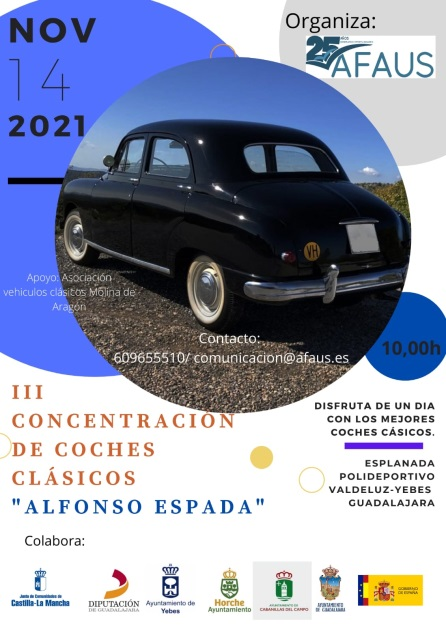 NOV
14
2021
Organiza:
25 años
AFAUS
VH
Apoyo: Asociación
vehiculos clásicos Molina de
Aragón
Contacto:
609655510/ comunicacion@afaus.es
10,00h
III
CONCENTRACIÓN
DE COCHES
CLÁSICOS
"ALFONSO ESPADA"
DISFRUTA DE UN DIA
CON LOS MEJORES
COCHES CÁSICOS.
ESPLANADA
POLIDEPORTIVO
VALDELUZ-YEBES
GUADALAJARA
Colabora:
Junta de Comunidades de
Castilla-La Mancha
DIPUTACIÓN
DE GUADALAJARA
Ayuntamiento de
Yebes
Horche
Ayuntamiento
AYUNTAMIENTO DE
CABANILLAS DEL CAMPO
AYUNTAMIENTO
DE GUADALAJARA
GOBIERNO
DE ESPAÑA